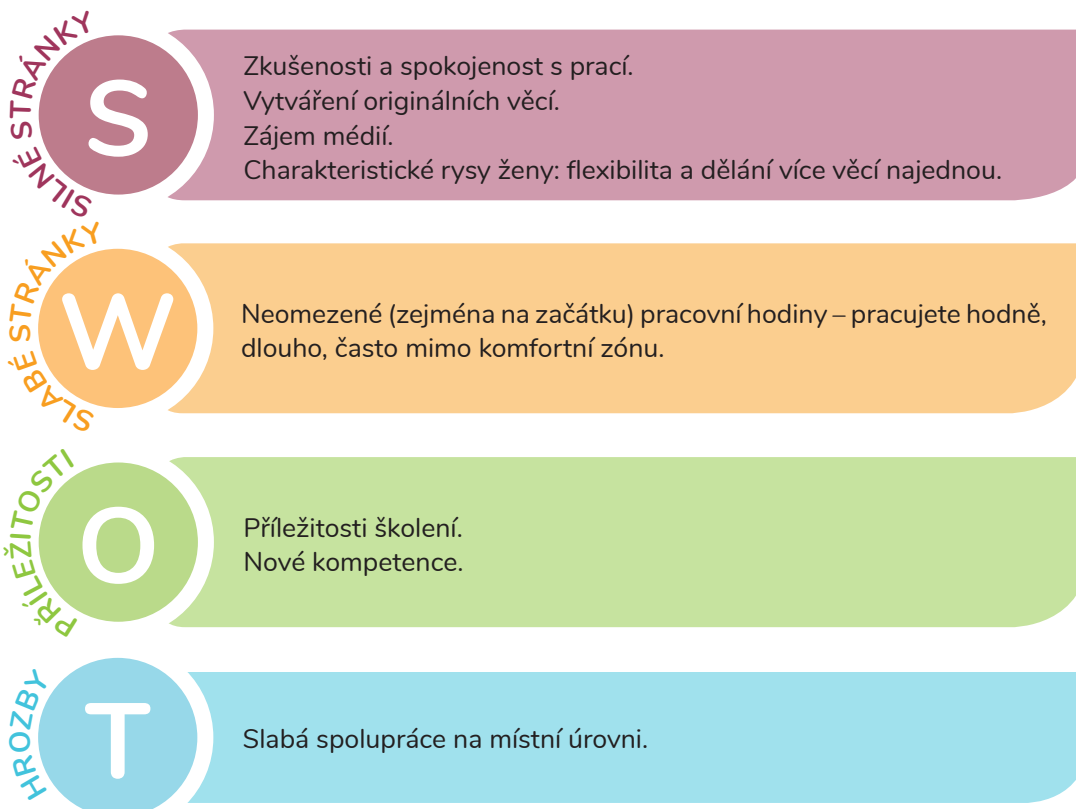 SILNÉ STRÁNKY
S
Zkušenosti a spokojenost s prací.
Vytváření originálních věcí.
Zájem médií.
Charakteristické rysy ženy: flexibilita a dělání více věcí najednou.
SLABÉ STRÁNKY
W
Neomezené (zejména na začátku) pracovní hodiny – pracujete hodně,
dlouho, často mimo komfortní zónu.
PŘÍLEŽITOSTI
O
Příležitosti školení.
Nové kompetence.
HROZBY
T
Slabá spolupráce na místní úrovni.